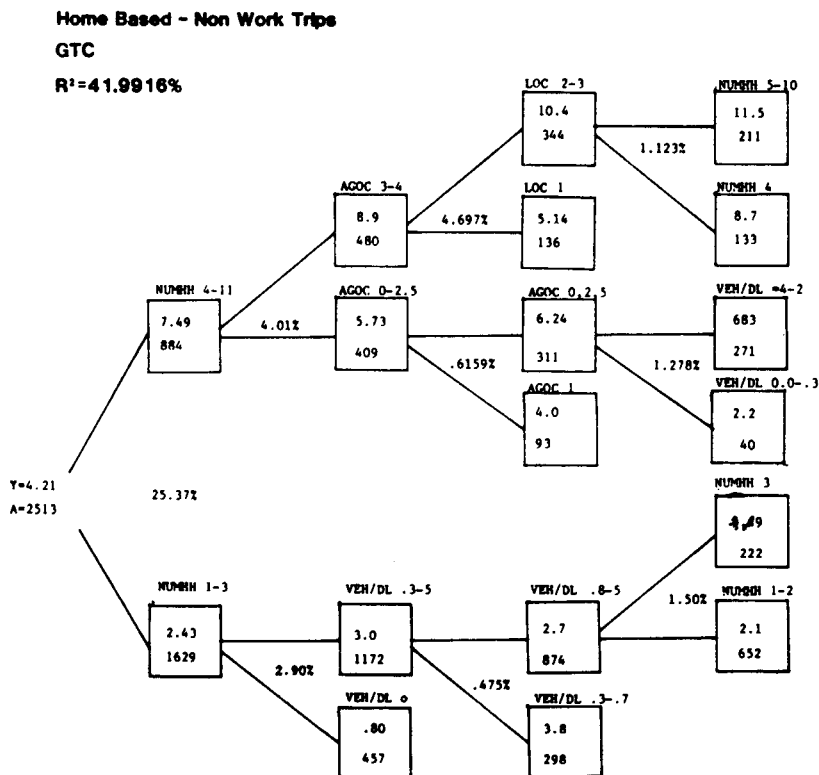 Home Based - Non Work Trips
GTC
R²=41.9916%
LOC 2-3
10.4
344
1.123%
NUMHH 5-10
11.5
211
NUMHH 4
8.7
133
AGOC 3-4
8.9
480
4.697%
LOC 1
5.14
136
NUMHH 4-11
7.49
884
4.01%
AGOC 0-2.5
5.73
409
.6159%
AGOC 0,2.5
6.24
311
1.278%
VEH/DL =4-2
683
271
VEH/DL 0.0-.3
2.2
40
AGOC 1
4.0
93
Y=4.21
A=2513
25.37%
NUMHH 3
222
NUMHH 1-3
2.43
1629
2.90%
VEH/DL .3-5
3.0
1172
.475%
VEH/DL .8-5
2.7
874
1.50%
NUMHH 1-2
2.1
652
VEH/DL o
.80
457
VEH/DL .3-.7
3.8
298